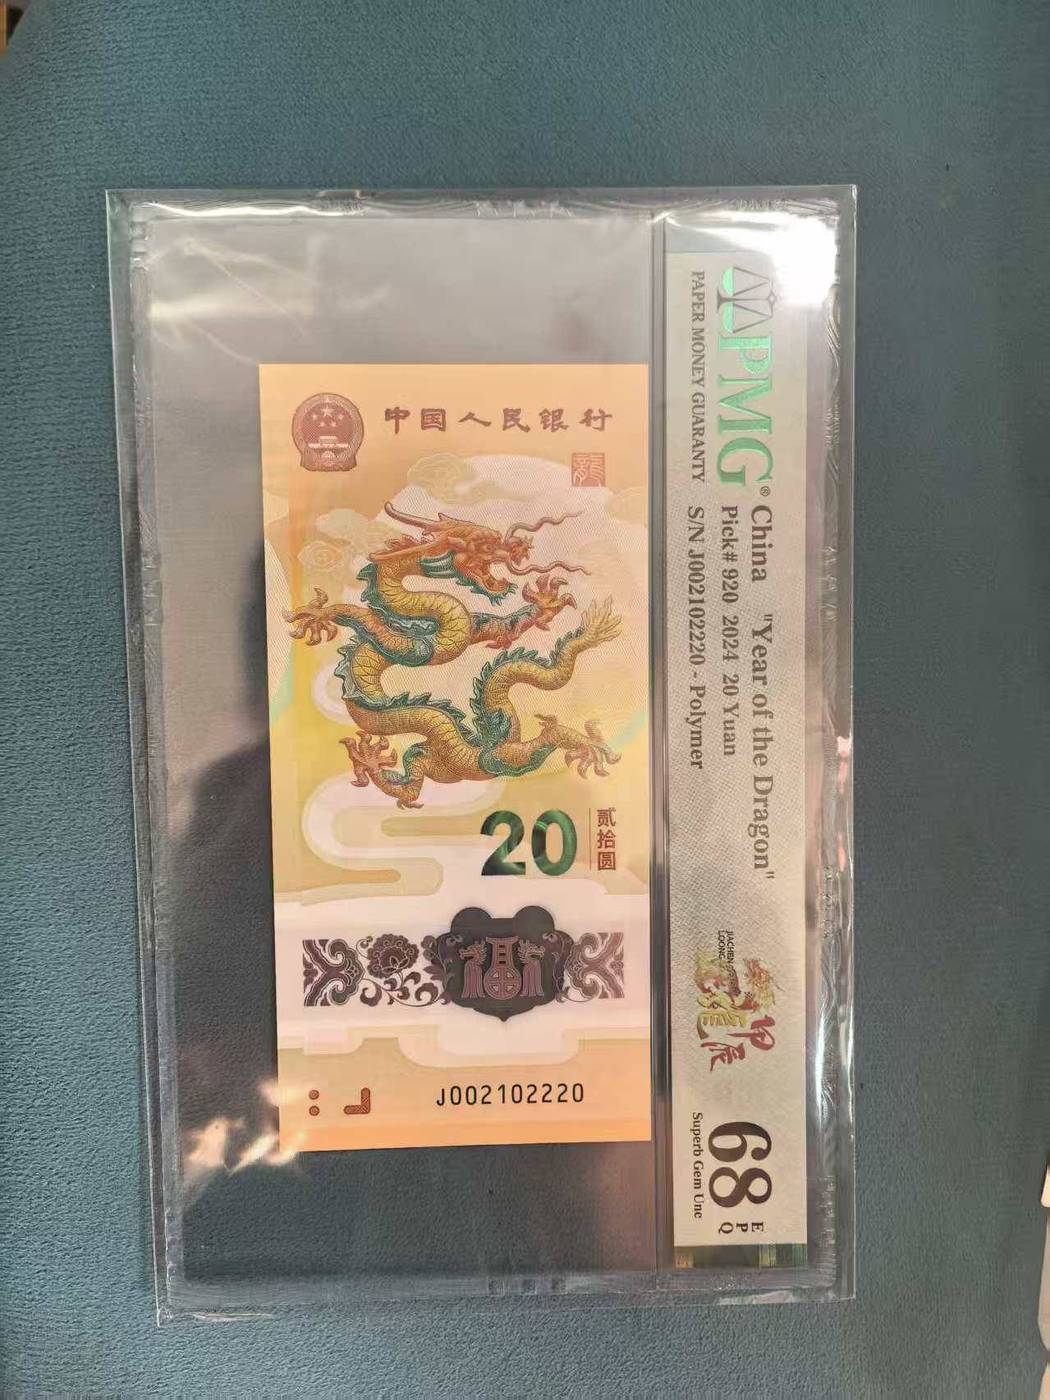 中国人民银行
龍
20
贰拾圆
J002102220
PMG®
PAPER MONEY GUARANTY
China "Year of the Dragon"
Pick# 920 2024 20 Yuan
S/N J002102220 - Polymer
JIACHEN
LOONG
甲辰
68
EPQ
Superb Gem Unc